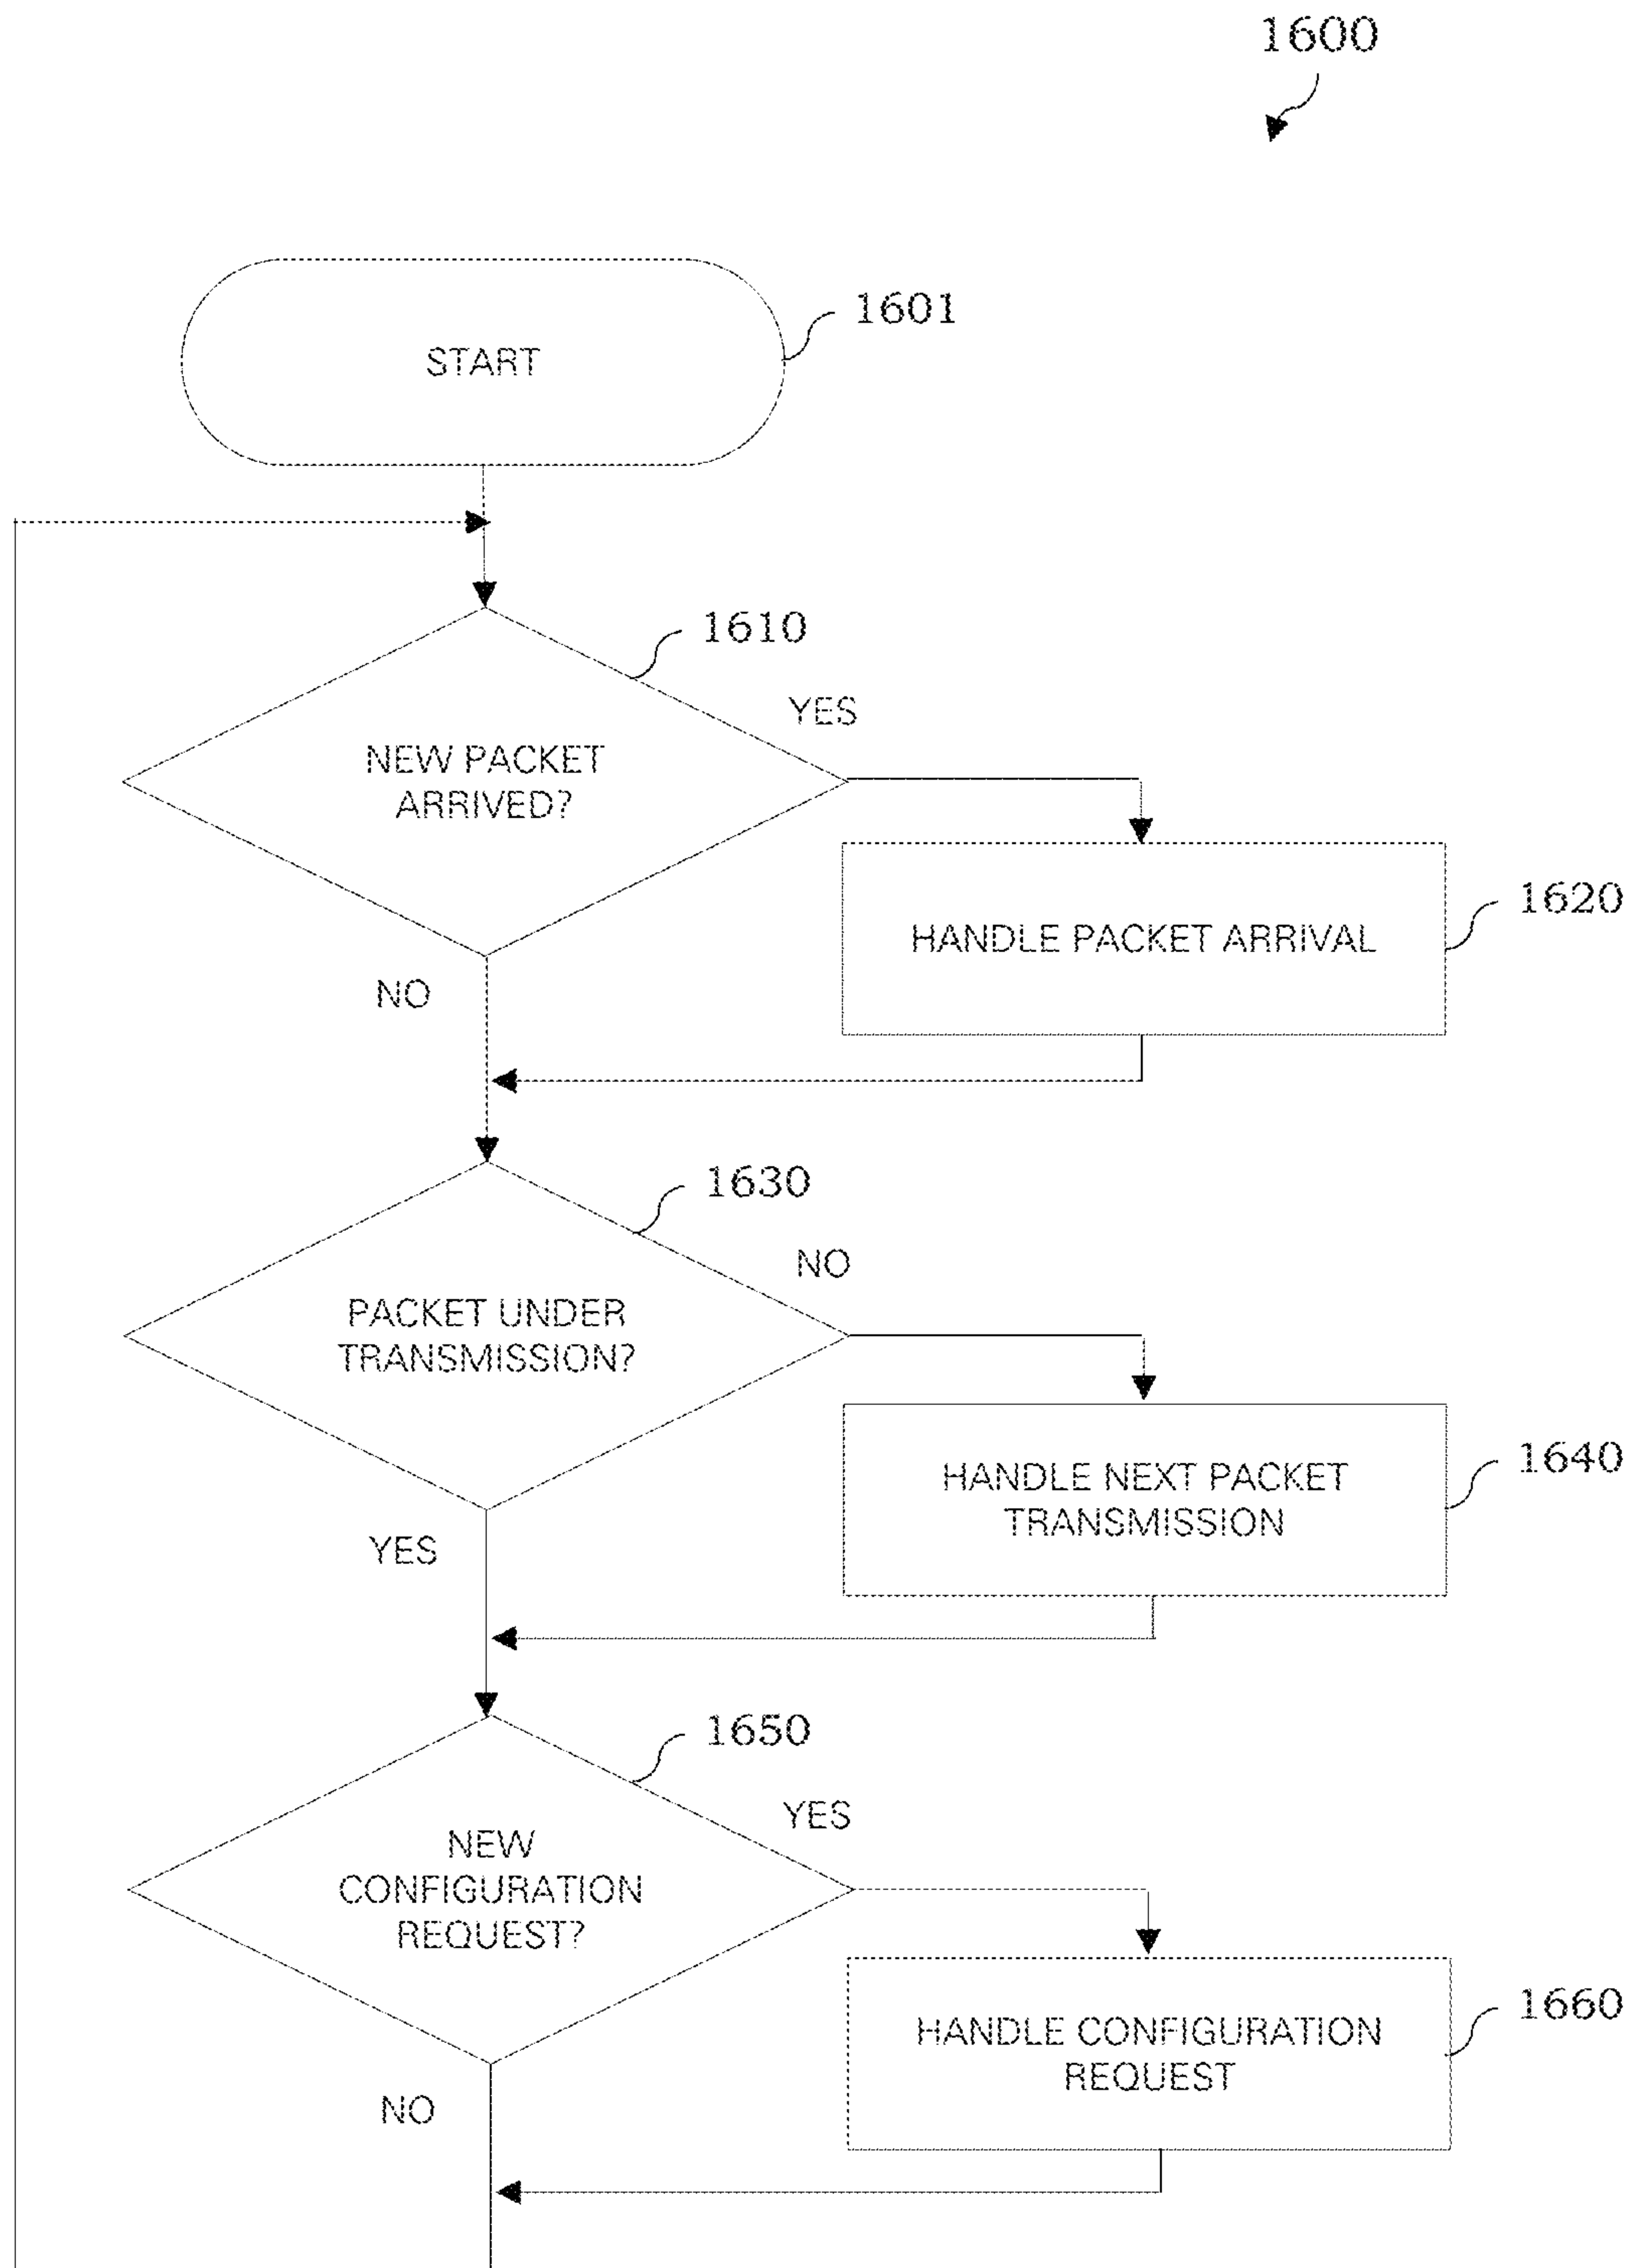 1600
START
1601
1610
YES
NEW PACKET
ARRIVED?
1620
HANDLE PACKET ARRIVAL
NO
1630
NO
PACKET UNDER
TRANSMISSION?
1640
HANDLE NEXT PACKET
TRANSMISSION
YES
1650
YES
NEW
CONFIGURATION
REQUEST?
1660
HANDLE CONFIGURATION
REQUEST
NO